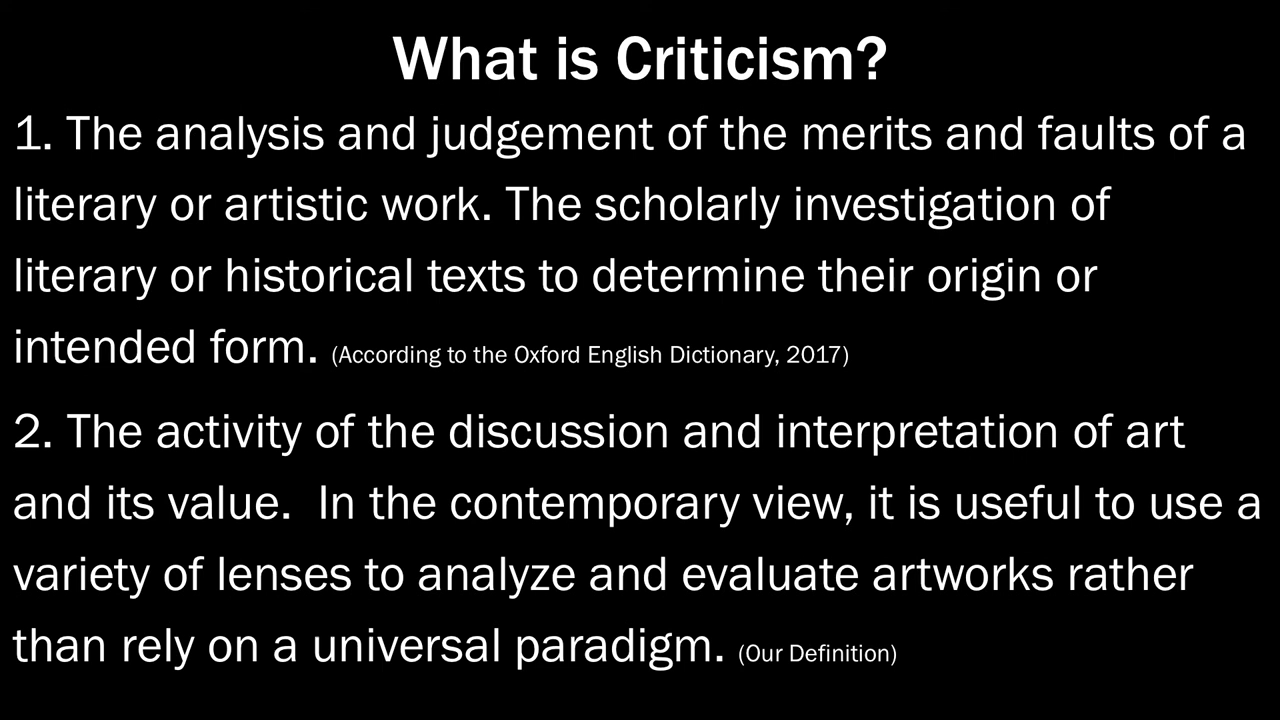 What is Criticism?
1. The analysis and judgement of the merits and faults of a
literary or artistic work. The scholarly investigation of
literary or historical texts to determine their origin or
intended form. (According to the Oxford English Dictionary, 2017)
2. The activity of the discussion and interpretation of art
and its value.  In the contemporary view, it is useful to use a
variety of lenses to analyze and evaluate artworks rather
than rely on a universal paradigm. (Our Definition)